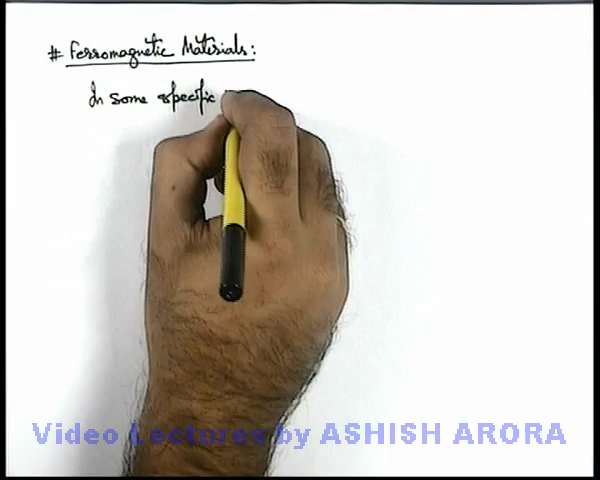 # Ferromagnetic Materials:
In some specific
Video Lectures by ASHISH ARORA